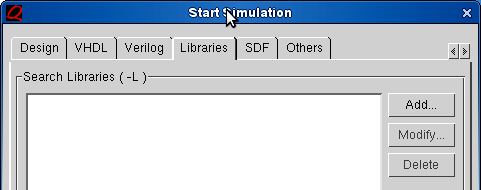 Start Simulation
Design VHDL Verilog Libraries SDF Others
Search Libraries ( -L )
Add...
Modify...
Delete